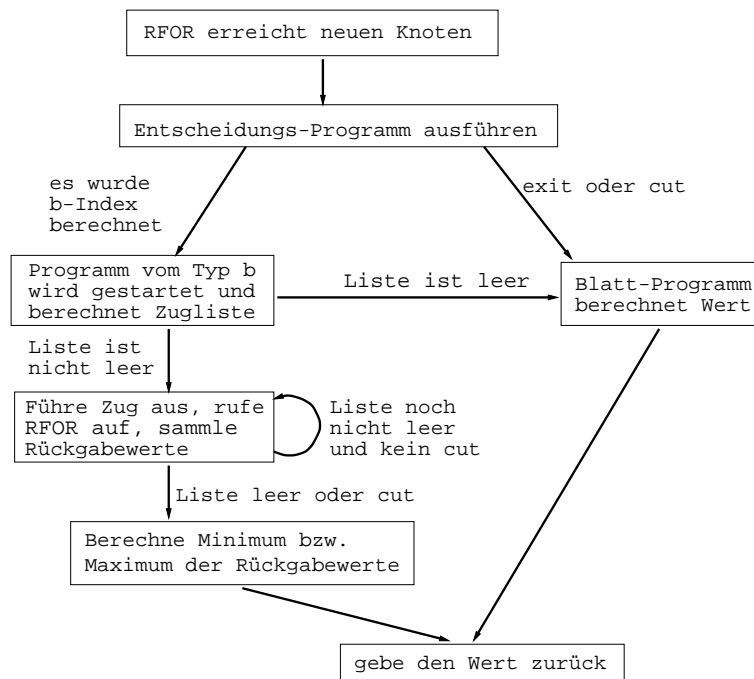 RFOR erreicht neuen Knoten
Entscheidungs-Programm ausführen
es wurde
b-Index
berechnet
exit oder cut
Programm vom Typ b
wird gestartet und
berechnet Zugliste
Liste ist leer
Blatt-Programm
berechnet Wert
Liste ist
nicht leer
Führe Zug aus, rufe
RFOR auf, sammle
Rückgabewerte
Liste noch
nicht leer
und kein cut
Liste leer oder cut
Berechne Minimum bzw.
Maximum der Rückgabewerte
gebe den Wert zurück